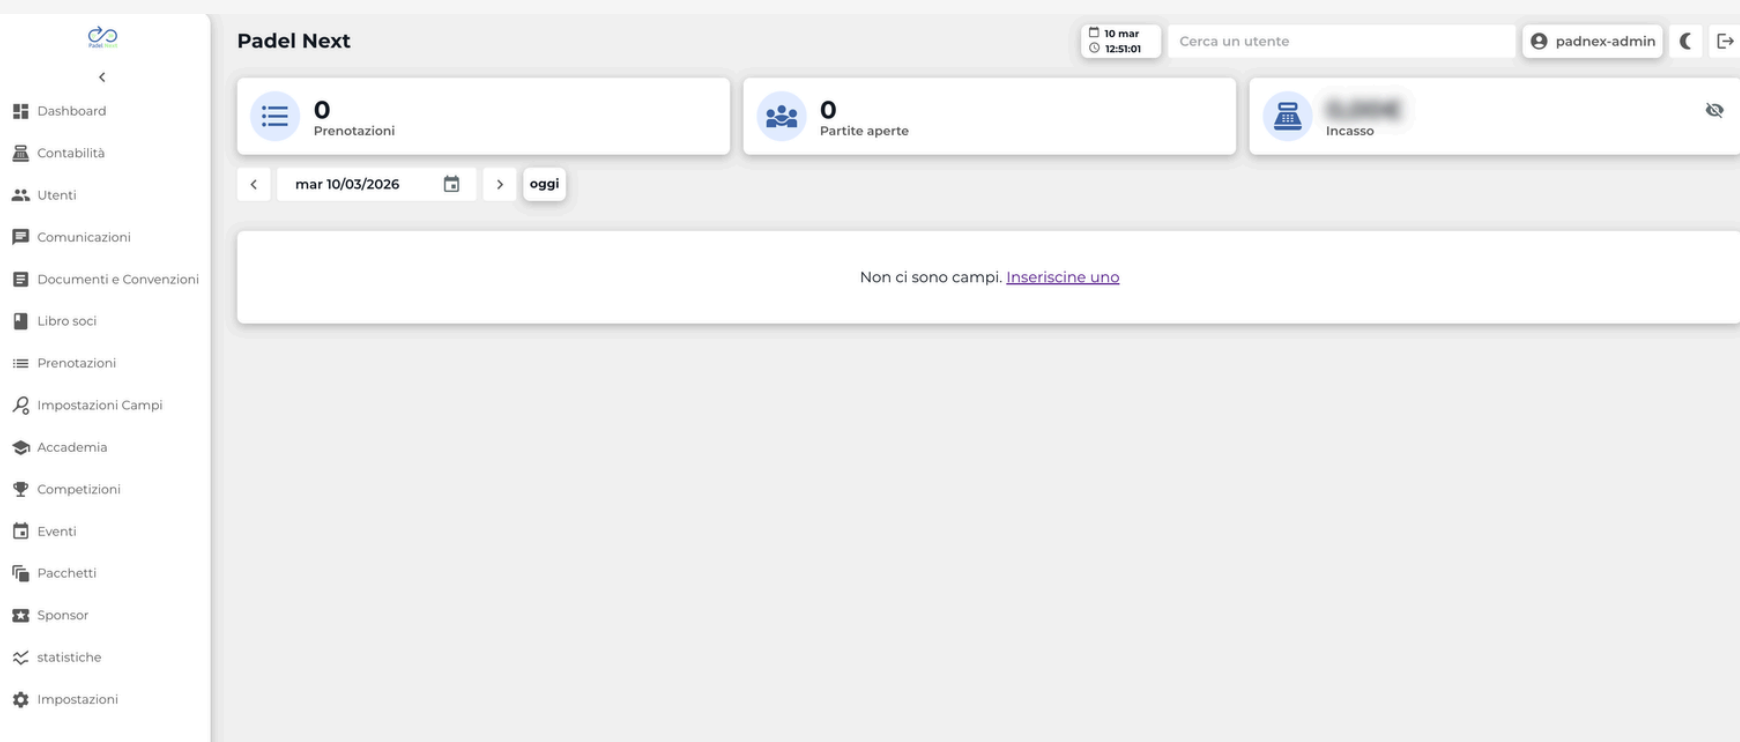 Padel Next
Dashboard
Contabilità
Utenti
Comunicazioni
Documenti e Convenzioni
Libro soci
Prenotazioni
Impostazioni Campi
Accademia
Competizioni
Eventi
Pacchetti
Sponsor
statistiche
Impostazioni
Padel Next
10 mar
12:51:01
Cerca un utente
padnex-admin
0
Prenotazioni
0
Partite aperte
Incasso
mar 10/03/2026
oggi
Non ci sono campi. Inseriscine uno